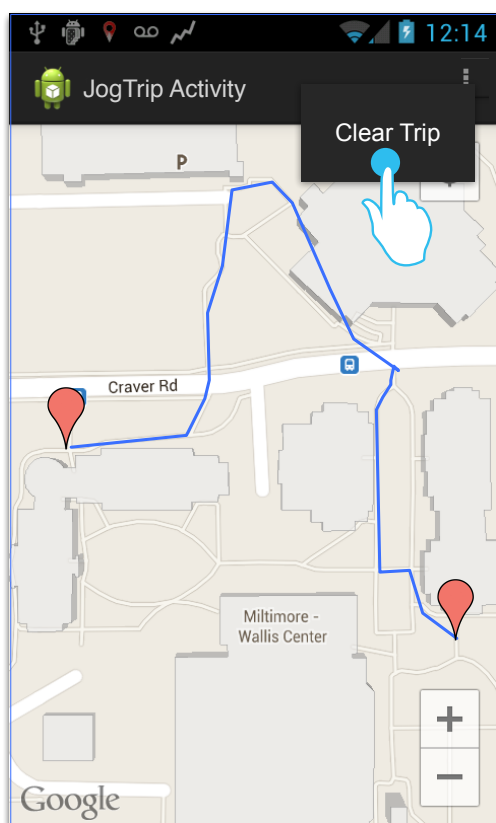 12:14
JogTrip Activity
Clear Trip
P
Craver Rd
Miltimore -
Wallis Center
+
−
Google